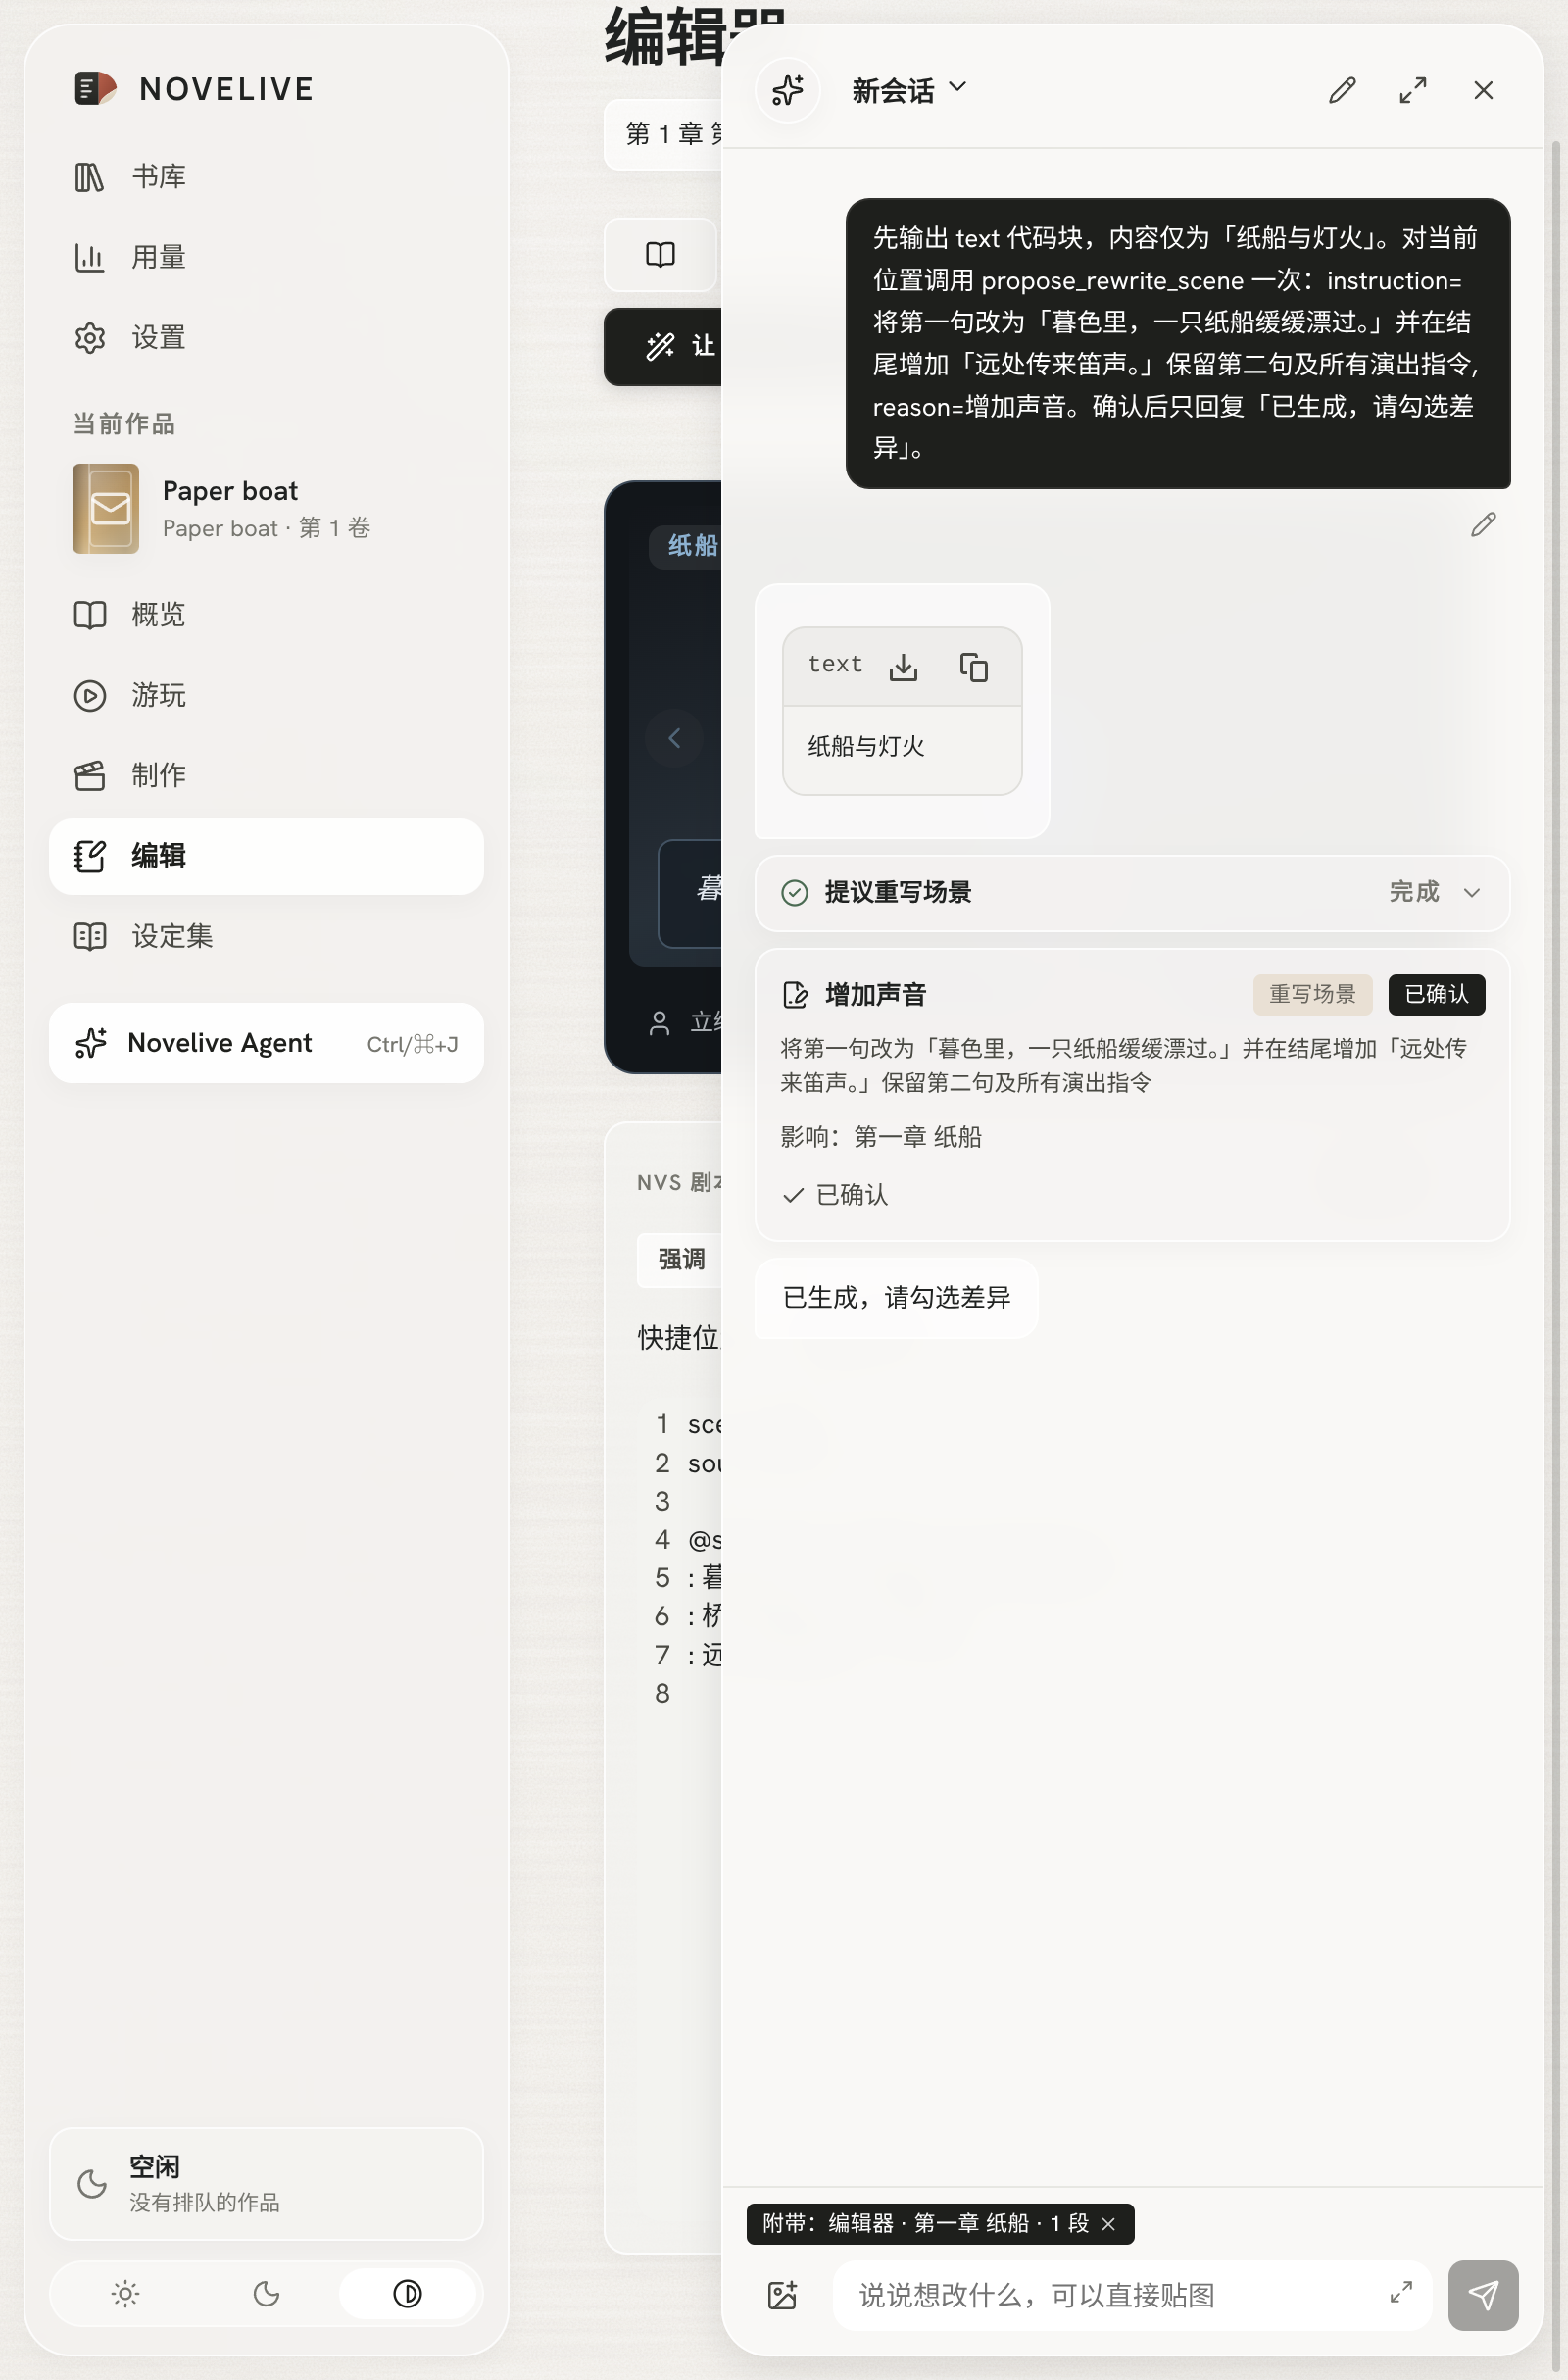 NOVELIVE
书库
用量
设置
当前作品
Paper boat
Paper boat · 第 1 卷
概览
游玩
制作
编辑
设定集
Novelive Agent Ctrl/⌘+J
空闲
没有排队的作品
编辑器
第 1 章
让
纸船
暮
NVS 剧本
强调
快捷位
1 sce
2 sou
3
4 @s
5 : 暮
6 : 桥
7 : 远
8
新会话
先输出 text 代码块，内容仅为「纸船与灯火」。对当前
位置调用 propose_rewrite_scene 一次：instruction=
将第一句改为「暮色里，一只纸船缓缓漂过。」并在结
尾增加「远处传来笛声。」保留第二句及所有演出指令,
reason=增加声音。确认后只回复「已生成，请勾选差
异」。
text
纸船与灯火
提议重写场景 完成
增加声音 重写场景 已确认
将第一句改为「暮色里，一只纸船缓缓漂过。」并在结尾增加「远处传
来笛声。」保留第二句及所有演出指令
影响：第一章 纸船
已确认
已生成，请勾选差异
附带：编辑器 · 第一章 纸船 · 1 段
说说想改什么，可以直接贴图